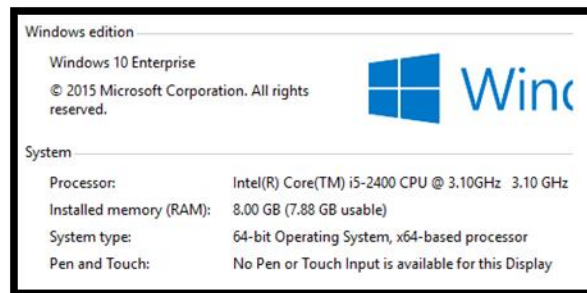 Windows edition
Windows 10 Enterprise
© 2015 Microsoft Corporation. All rights
reserved.
System
Processor: Intel(R) Core(TM) i5-2400 CPU @ 3.10GHz 3.10 GHz
Installed memory (RAM): 8.00 GB (7.88 GB usable)
System type: 64-bit Operating System, x64-based processor
Pen and Touch: No Pen or Touch Input is available for this Display